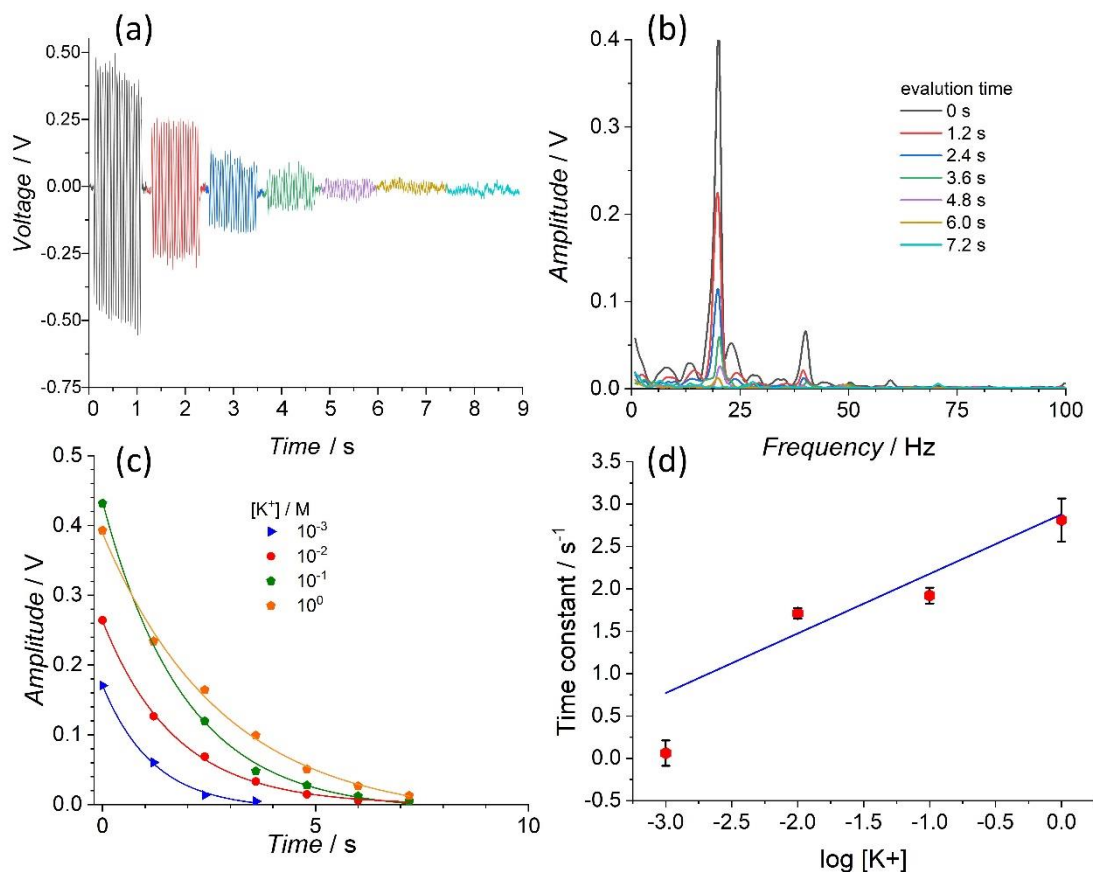 (a)
0.50
0.25
0.00
-0.25
-0.50
-0.75
Voltage / V
0 1 2 3 4 5 6 7 8 9
Time / s
(b)
0.4
0.3
0.2
0.1
0.0
Amplitude / V
evalution time
0 s
1.2 s
2.4 s
3.6 s
4.8 s
6.0 s
7.2 s
0 25 50 75 100
Frequency / Hz
(c)
0.5
0.4
0.3
0.2
0.1
0.0
Amplitude / V
[K⁺] / M
10⁻³
10⁻²
10⁻¹
10⁰
0 5 10
Time / s
(d)
3.5
3.0
2.5
2.0
1.5
1.0
0.5
0.0
-0.5
Time constant / s⁻¹
-3.0 -2.5 -2.0 -1.5 -1.0 -0.5 0.0
log [K+]